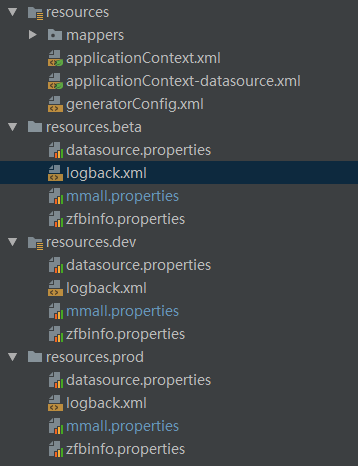 resources
mappers
applicationContext.xml
applicationContext-datasource.xml
generatorConfig.xml
resources.beta
datasource.properties
logback.xml
mmall.properties
zfbinfo.properties
resources.dev
datasource.properties
logback.xml
mmall.properties
zfbinfo.properties
resources.prod
datasource.properties
logback.xml
mmall.properties
zfbinfo.properties